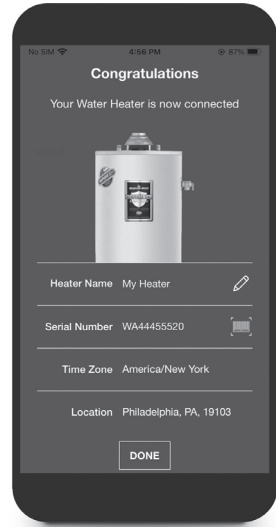 No SIM 4:56 PM 87%
Congratulations
Your Water Heater is now connected
Heater Name My Heater
Serial Number WA44455520
Time Zone America/New York
Location Philadelphia, PA, 19103
DONE